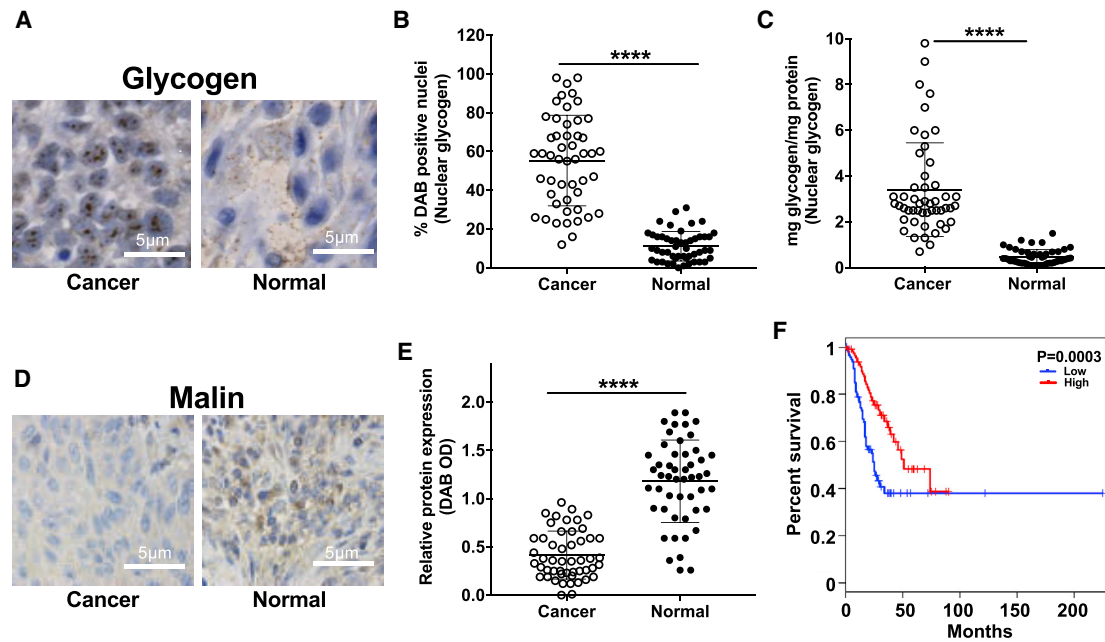 A
Glycogen
5µm
5µm
Cancer
Normal
B
% DAB positive nuclei
(Nuclear glycogen)
120
100
80
60
40
20
0
****
Cancer
Normal
C
mg glycogen/mg protein
(Nuclear glycogen)
10
8
6
4
2
0
****
Cancer
Normal
D
Malin
5µm
5µm
Cancer
Normal
E
Relative protein expression
(DAB OD)
2.0
1.5
1.0
0.5
0.0
****
Cancer
Normal
F
Percent survival
1
0.8
0.6
0.4
0.2
0
P=0.0003
Low
High
0
50
100
150
200
Months